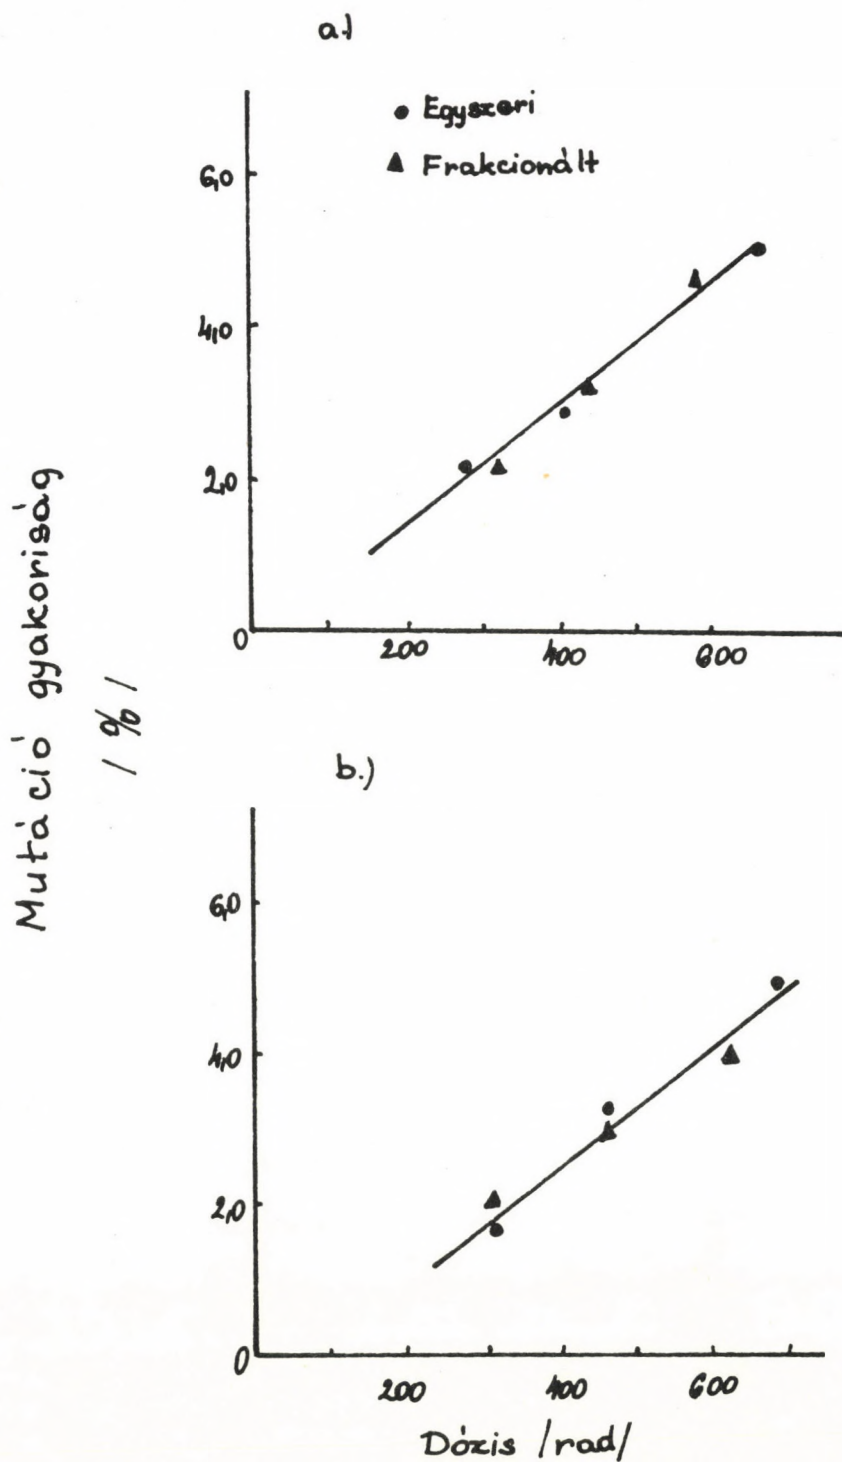 a.)
● Egyszeri
▲ Frakcionált
6,0
4,0
2,0
0
200 400 600
Mutáció gyakoriság
/ % /
b.)
6,0
4,0
2,0
0
200 400 600
Dózis /rad/